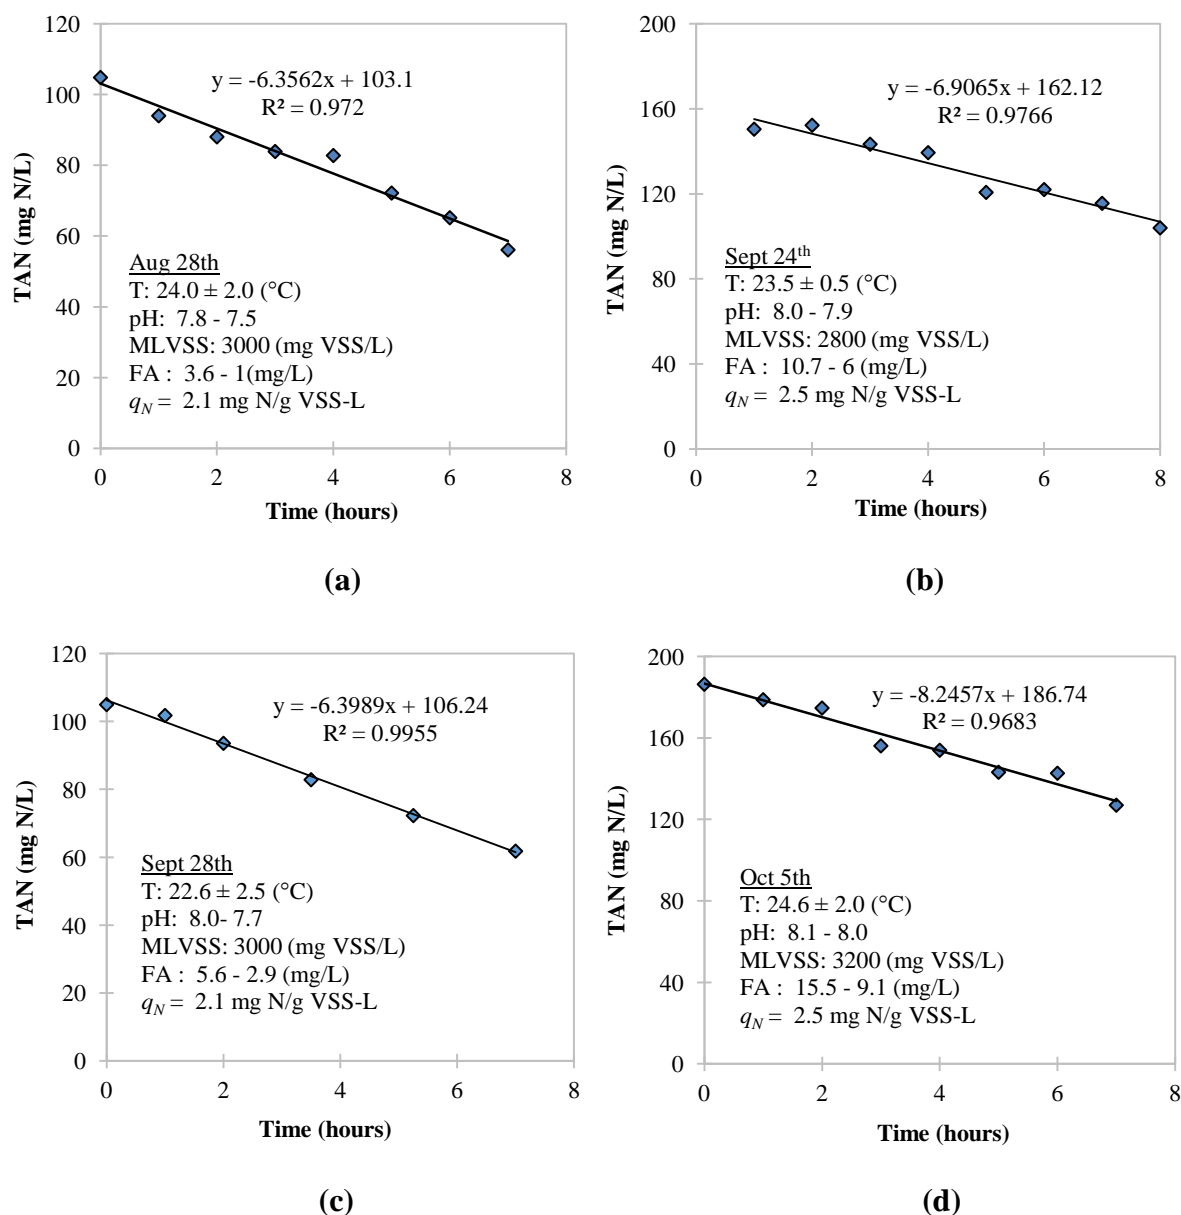 120
100
80
60
40
20
0
0
2
4
6
8
TAN (mg N/L)
Time (hours)
y = -6.3562x + 103.1
R² = 0.972
Aug 28th
T: 24.0 ± 2.0 (°C)
pH:  7.8 - 7.5
MLVSS: 3000 (mg VSS/L)
FA :  3.6 - 1(mg/L)
qN =  2.1 mg N/g VSS-L
(a)
200
160
120
80
40
0
0
2
4
6
8
TAN (mg N/L)
Time (hours)
y = -6.9065x + 162.12
R² = 0.9766
Sept 24th
T: 23.5 ± 0.5 (°C)
pH:  8.0 - 7.9
MLVSS: 2800 (mg VSS/L)
FA :  10.7 - 6 (mg/L)
qN =  2.5 mg N/g VSS-L
(b)
120
100
80
60
40
20
0
0
2
4
6
8
TAN (mg N/L)
Time (hours)
y = -6.3989x + 106.24
R² = 0.9955
Sept 28th
T: 22.6 ± 2.5 (°C)
pH:  8.0- 7.7
MLVSS: 3000 (mg VSS/L)
FA :  5.6 - 2.9 (mg/L)
qN =  2.1 mg N/g VSS-L
(c)
200
160
120
80
40
0
0
2
4
6
8
TAN (mg N/L)
Time (hours)
y = -8.2457x + 186.74
R² = 0.9683
Oct 5th
T: 24.6 ± 2.0 (°C)
pH:  8.1 - 8.0
MLVSS: 3200 (mg VSS/L)
FA :  15.5 - 9.1 (mg/L)
qN =  2.5 mg N/g VSS-L
(d)